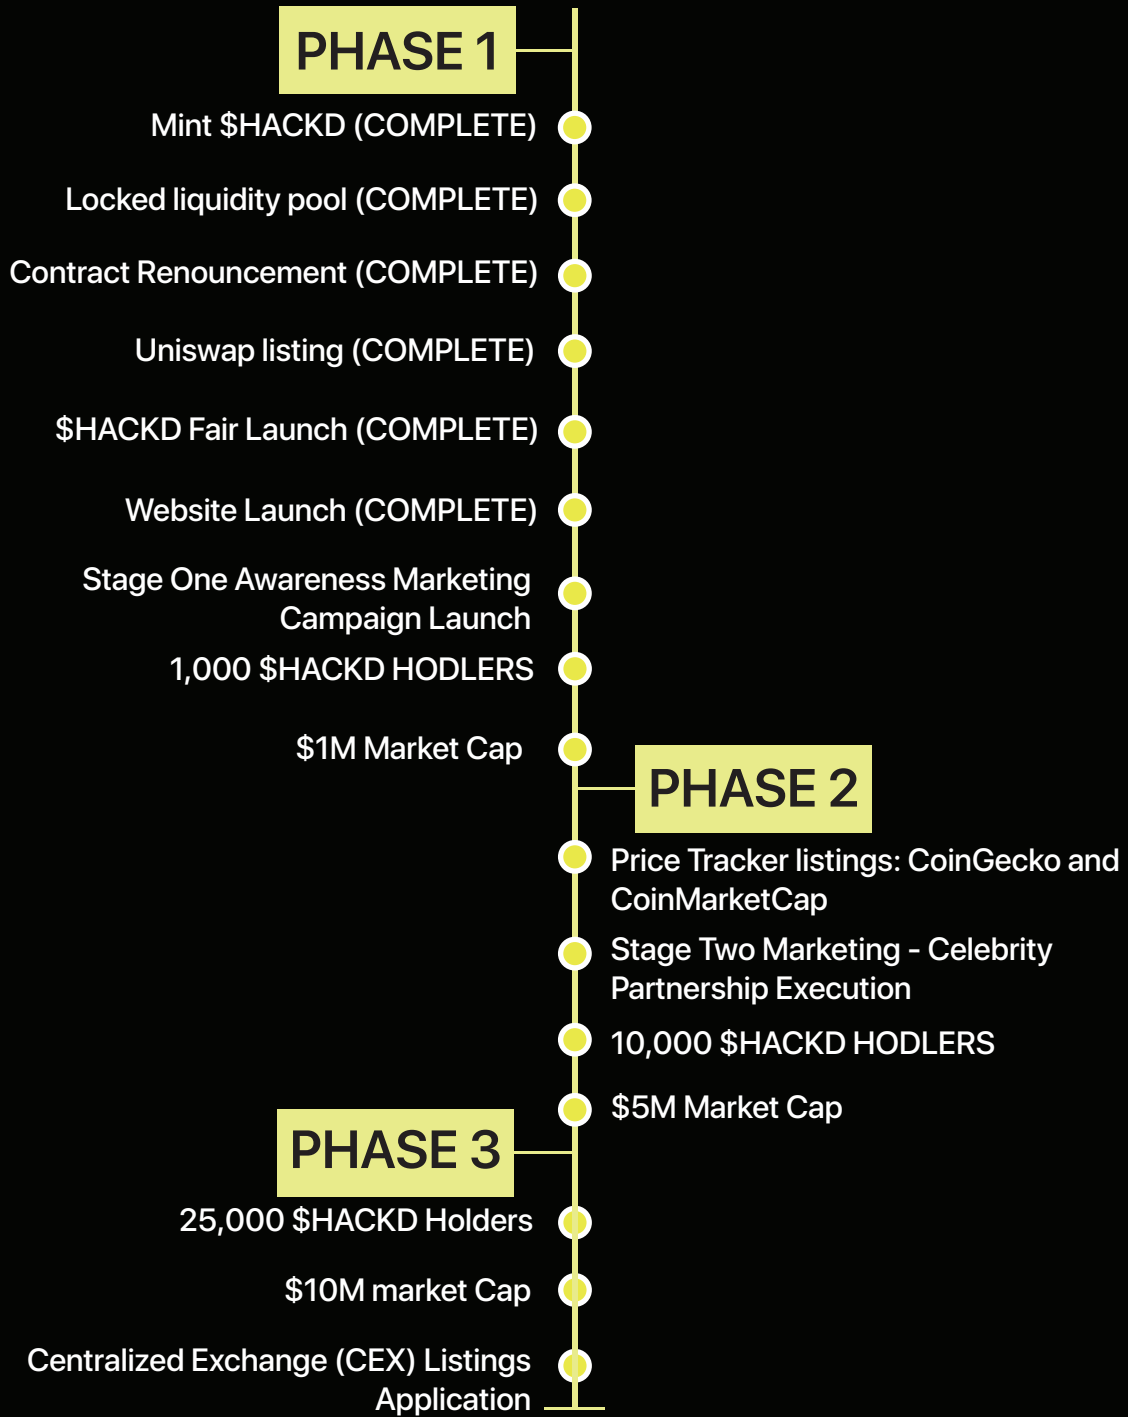 PHASE 1
Mint $HACKD (COMPLETE)
Locked liquidity pool (COMPLETE)
Contract Renouncement (COMPLETE)
Uniswap listing (COMPLETE)
$HACKD Fair Launch (COMPLETE)
Website Launch (COMPLETE)
Stage One Awareness Marketing
Campaign Launch
1,000 $HACKD HODLERS
$1M Market Cap
PHASE 2
Price Tracker listings: CoinGecko and
CoinMarketCap
Stage Two Marketing - Celebrity
Partnership Execution
10,000 $HACKD HODLERS
$5M Market Cap
PHASE 3
25,000 $HACKD Holders
$10M market Cap
Centralized Exchange (CEX) Listings
Application